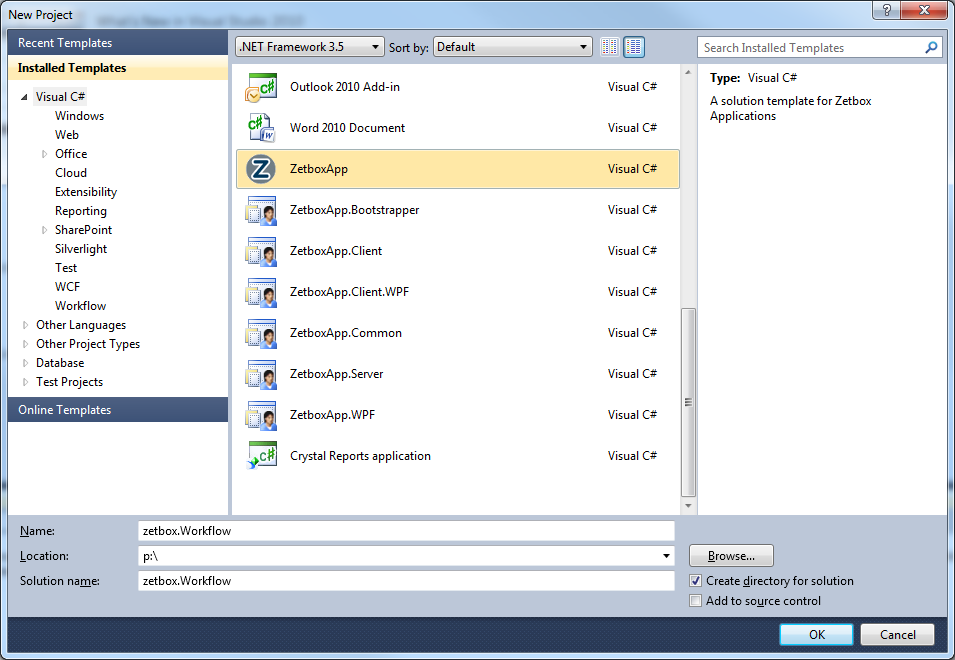 New Project
What's New in Visual Studio 2010
Recent Templates
Installed Templates
Visual C#
Windows
Web
Office
Cloud
Extensibility
Reporting
SharePoint
Silverlight
Test
WCF
Workflow
Other Languages
Other Project Types
Database
Test Projects
Online Templates
.NET Framework 3.5
Sort by: Default
Search Installed Templates
Outlook 2010 Add-in Visual C#
Word 2010 Document Visual C#
ZetboxApp Visual C#
ZetboxApp.Bootstrapper Visual C#
ZetboxApp.Client Visual C#
ZetboxApp.Client.WPF Visual C#
ZetboxApp.Common Visual C#
ZetboxApp.Server Visual C#
ZetboxApp.WPF Visual C#
Crystal Reports application Visual C#
Type: Visual C#
A solution template for Zetbox
Applications
Name: zetbox.Workflow
Location: p:\
Browse...
Solution name: zetbox.Workflow
Create directory for solution
Add to source control
OK
Cancel